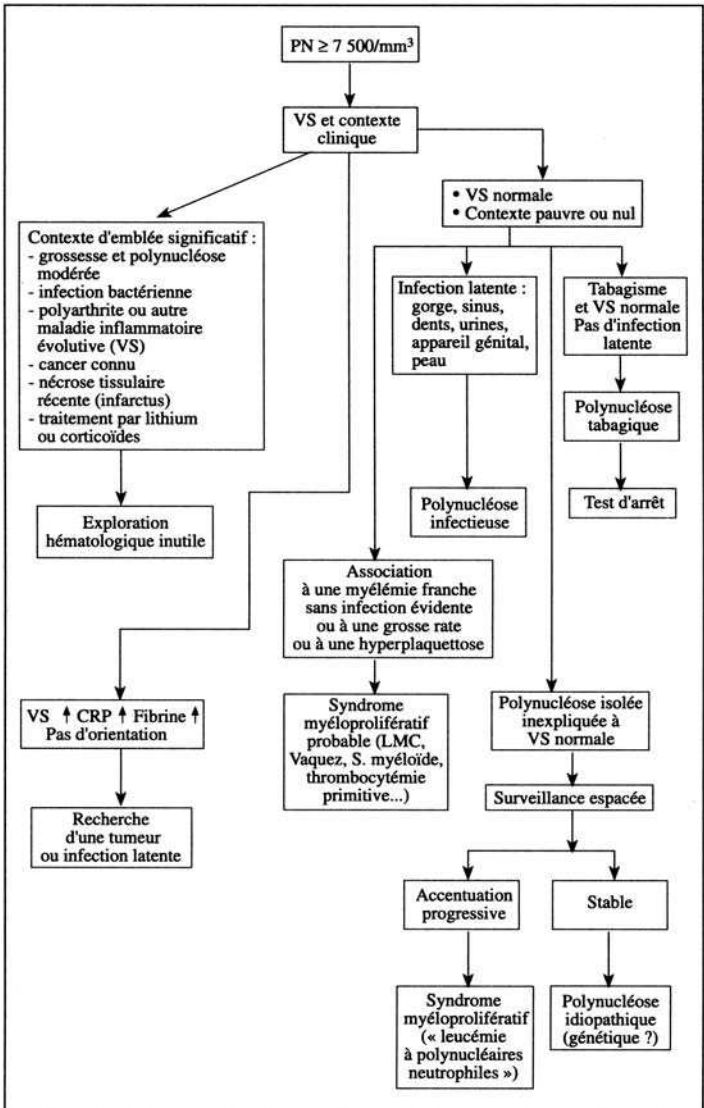 PN ≥ 7 500/mm³
VS et contexte
clinique
• VS normale
• Contexte pauvre ou nul
Contexte d'emblée significatif :
- grossesse et polynucléose
modérée
- infection bactérienne
- polyarthrite ou autre
maladie inflammatoire
évolutive (VS)
- cancer connu
- nécrose tissulaire
récente (infarctus)
- traitement par lithium
ou corticoïdes
Infection latente :
gorge, sinus,
dents, urines,
appareil génital,
peau
Tabagisme
et VS normale
Pas d'infection
latente
Polynucléose
tabagique
Test d'arrêt
Polynucléose
infectieuse
Exploration
hématologique inutile
Association
à une myélémie franche
sans infection évidente
ou à une grosse rate
ou à une hyperplaquettose
VS ↑ CRP ↑ Fibrine ↑
Pas d'orientation
Syndrome
myéloprolifératif
probable (LMC,
Vaquez, S. myéloïde,
thrombocytémie
primitive...)
Polynucléose isolée
inexpliquée à
VS normale
Recherche
d'une tumeur
ou infection latente
Surveillance espacée
Accentuation
progressive
Stable
Syndrome
myéloprolifératif
(« leucémie
à polynucléaires
neutrophiles »)
Polynucléose
idiopathique
(génétique ?)